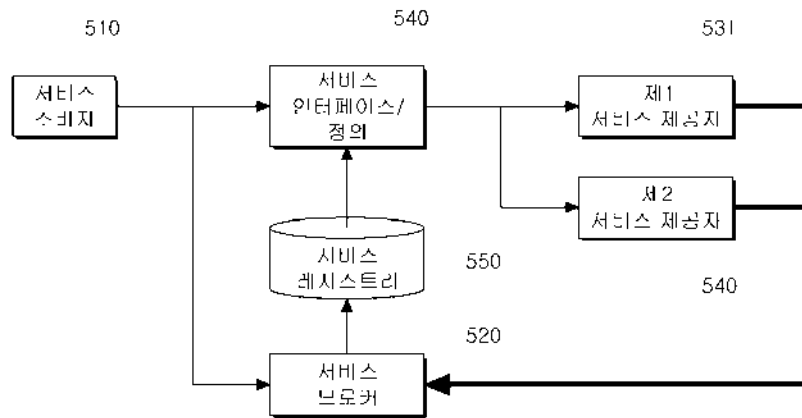 510
540
531
서비스
소비자
서비스
인터페이스/
정의
제1
서비스 제공자
제2
서비스 제공자
서비스
레지스트리
550
540
520
서비스
브로커